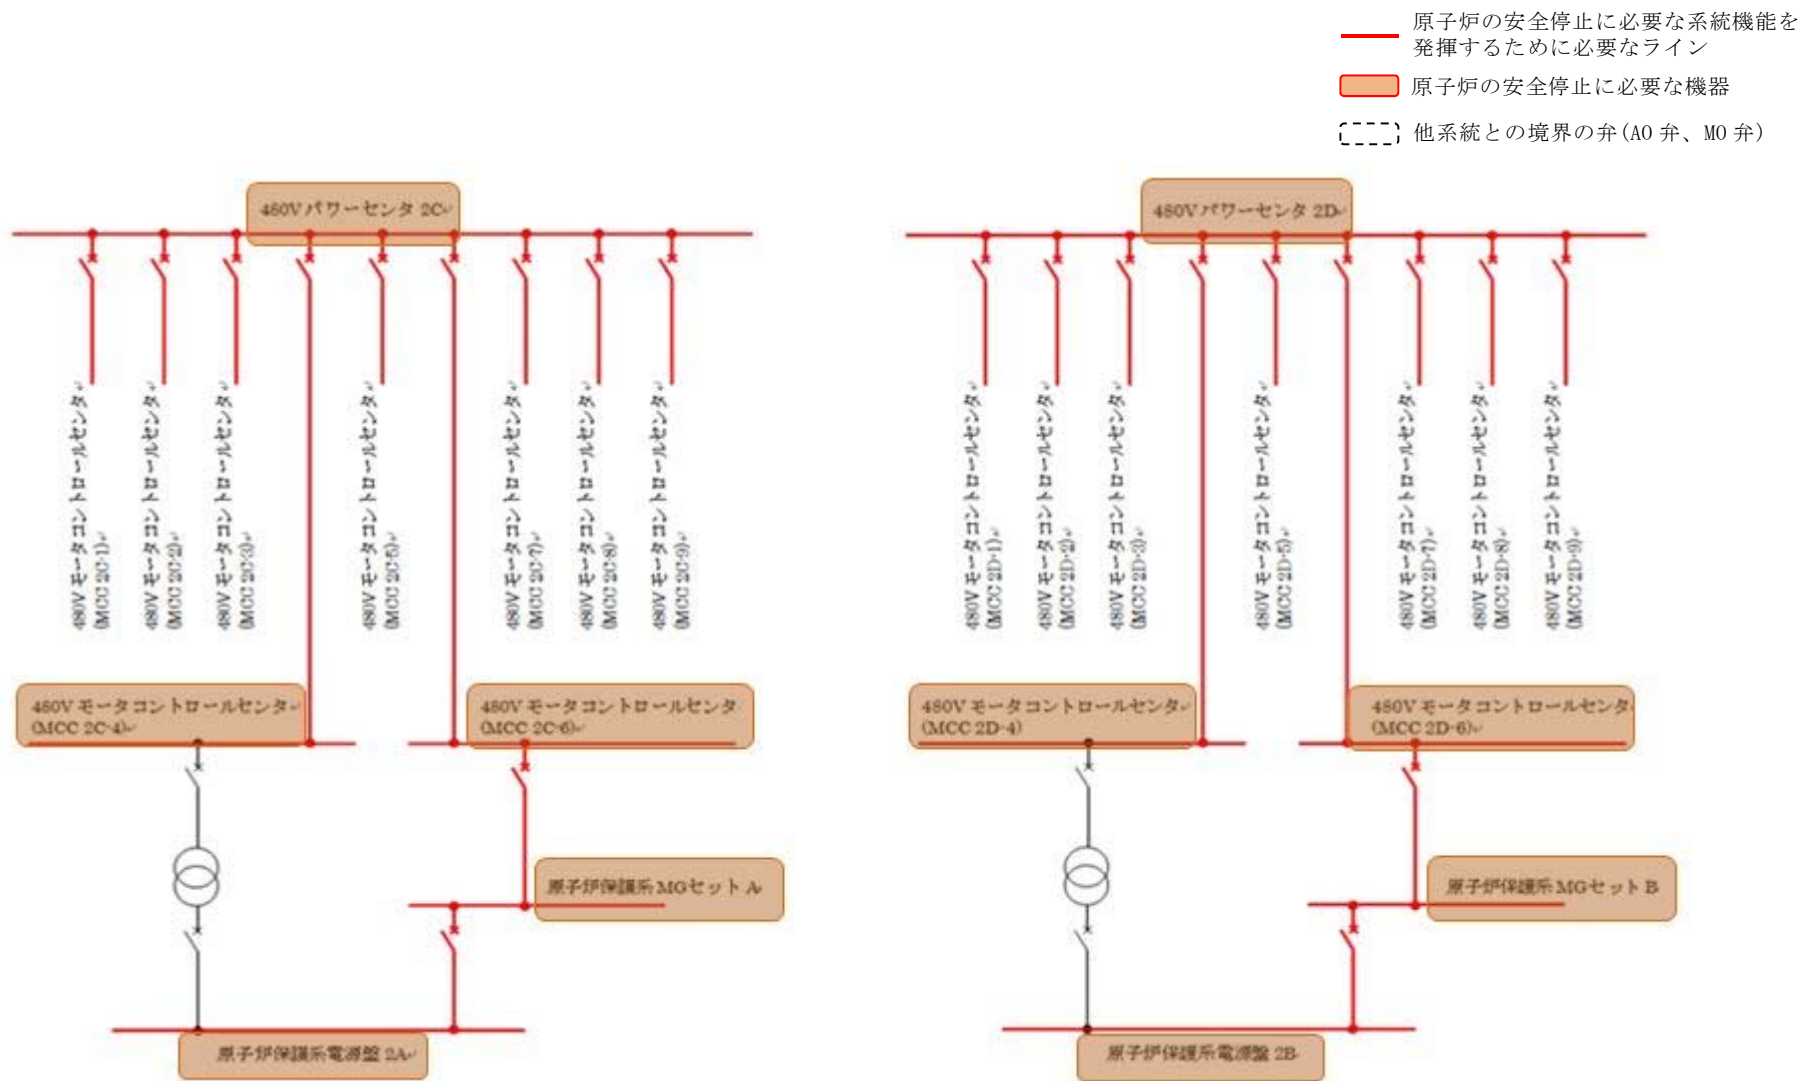 原子炉の安全停止に必要な系統機能を
発揮するために必要なライン
原子炉の安全停止に必要な機器
他系統との境界の弁(AO 弁、MO 弁)
480Vパワーセンタ 2C
480Vパワーセンタ 2D
480V モータコントロールセンタ
(MCC 2C-1)
480V モータコントロールセンタ
(MCC 2C-2)
480V モータコントロールセンタ
(MCC 2C-3)
480V モータコントロールセンタ
(MCC 2C-5)
480V モータコントロールセンタ
(MCC 2C-7)
480V モータコントロールセンタ
(MCC 2C-8)
480V モータコントロールセンタ
(MCC 2C-9)
480V モータコントロールセンタ
(MCC 2D-1)
480V モータコントロールセンタ
(MCC 2D-2)
480V モータコントロールセンタ
(MCC 2D-3)
480V モータコントロールセンタ
(MCC 2D-5)
480V モータコントロールセンタ
(MCC 2D-7)
480V モータコントロールセンタ
(MCC 2D-8)
480V モータコントロールセンタ
(MCC 2D-9)
480V モータコントロールセンタ
(MCC 2C-4)
480V モータコントロールセンタ
(MCC 2C-6)
480V モータコントロールセンタ
(MCC 2D-4)
480V モータコントロールセンタ
(MCC 2D-6)
原子炉保護系 MGセット A
原子炉保護系 MGセット B
原子炉保護系電源盤 2A
原子炉保護系電源盤 2B